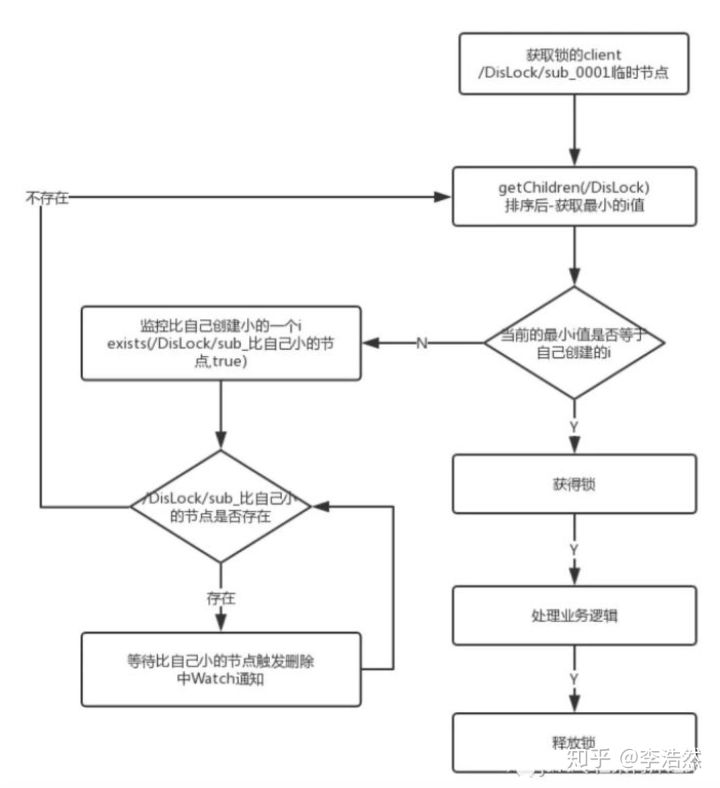 获取锁的client
/DisLock/sub_0001临时节点
不存在
getChildren(/DisLock)
排序后-获取最小的i值
监控比自己创建小的一个i
exists(/DisLock/sub_比自己小的节
点,true)
N
当前的最小i值是否等于
自己创建的i
Y
/DisLock/sub_比自己小
的节点是否存在
获得锁
Y
存在
处理业务逻辑
等待比自己小的节点触发删除
中Watch通知
Y
释放锁
知乎 @李浩然